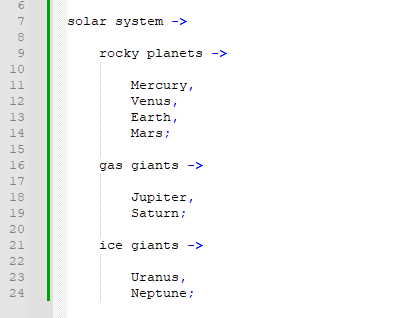 6
7 solar system ->
8
9 rocky planets ->
10
11 Mercury,
12 Venus,
13 Earth,
14 Mars;
15
16 gas giants ->
17
18 Jupiter,
19 Saturn;
20
21 ice giants ->
22
23 Uranus,
24 Neptune;